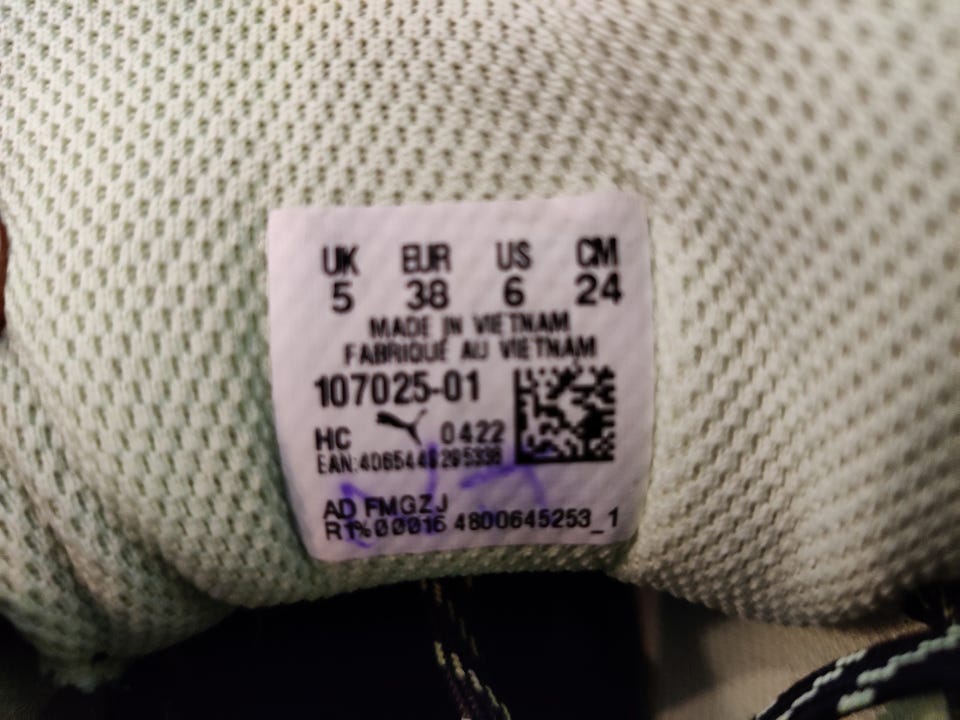 UK EUR US CM
5 38 6 24
MADE IN VIETNAM
FABRIQUÉ AU VIETNAM
107025-01
HC 0422
AD FMGZJ
4800645253_1